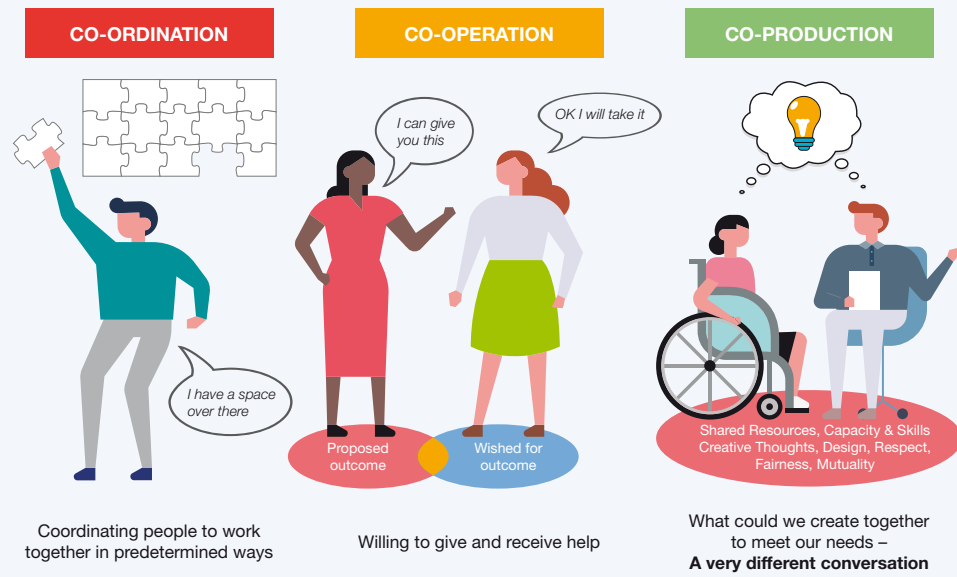 CO-ORDINATION
I have a space
over there
Coordinating people to work
together in predetermined ways
CO-OPERATION
I can give
you this
OK I will take it
Proposed
outcome
Wished for
outcome
Willing to give and receive help
CO-PRODUCTION
Shared Resources, Capacity & Skills
Creative Thoughts, Design, Respect,
Fairness, Mutuality
What could we create together
to meet our needs –
A very different conversation